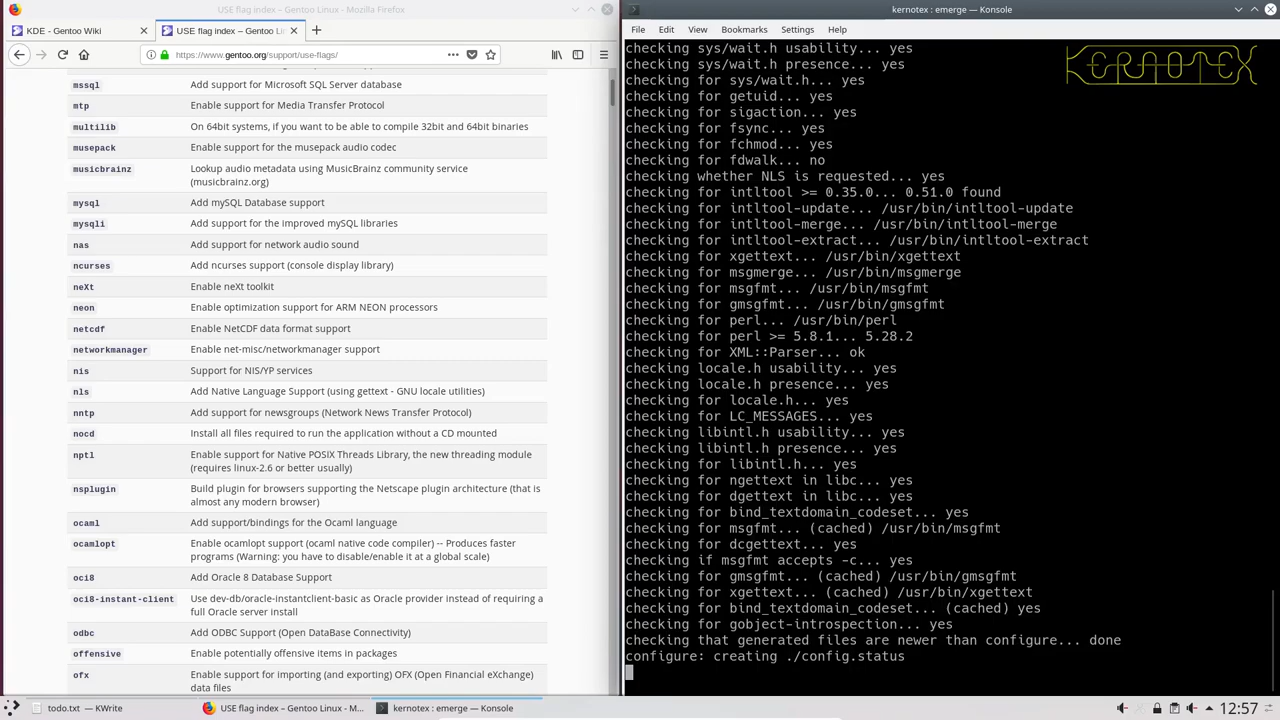 USE flag index – Gentoo Linux - Mozilla Firefox
KDE - Gentoo Wiki
USE flag index – Gentoo Li
https://www.gentoo.org/support/use-flags/
mssql Add support for Microsoft SQL Server database
mtp Enable support for Media Transfer Protocol
multilib On 64bit systems, if you want to be able to compile 32bit and 64bit binaries
musepack Enable support for the musepack audio codec
musicbrainz Lookup audio metadata using MusicBrainz community service
(musicbrainz.org)
mysql Add mySQL Database support
mysqli Add support for the improved mySQL libraries
nas Add support for network audio sound
ncurses Add ncurses support (console display library)
neXt Enable neXt toolkit
neon Enable optimization support for ARM NEON processors
netcdf Enable NetCDF data format support
networkmanager Enable net-misc/networkmanager support
nis Support for NIS/YP services
nls Add Native Language Support (using gettext - GNU locale utilities)
nntp Add support for newsgroups (Network News Transfer Protocol)
nocd Install all files required to run the application without a CD mounted
nptl Enable support for Native POSIX Threads Library, the new threading module
(requires linux-2.6 or better usually)
nsplugin Build plugin for browsers supporting the Netscape plugin architecture (that is
almost any modern browser)
ocaml Add support/bindings for the Ocaml language
ocamlopt Enable ocamlopt support (ocaml native code compiler) -- Produces faster
programs (Warning: you have to disable/enable it at a global scale)
oci8 Add Oracle 8 Database Support
oci8-instant-client Use dev-db/oracle-instantclient-basic as Oracle provider instead of requiring a
full Oracle server install
odbc Add ODBC Support (Open DataBase Connectivity)
offensive Enable potentially offensive items in packages
ofx Enable support for importing (and exporting) OFX (Open Financial eXchange)
data files
kernotex : emerge — Konsole
File Edit View Bookmarks Settings Help
KERNOTEX
checking sys/wait.h usability... yes
checking sys/wait.h presence... yes
checking for sys/wait.h... yes
checking for getuid... yes
checking for sigaction... yes
checking for fsync... yes
checking for fchmod... yes
checking for fdwalk... no
checking whether NLS is requested... yes
checking for intltool >= 0.35.0... 0.51.0 found
checking for intltool-update... /usr/bin/intltool-update
checking for intltool-merge... /usr/bin/intltool-merge
checking for intltool-extract... /usr/bin/intltool-extract
checking for xgettext... /usr/bin/xgettext
checking for msgmerge... /usr/bin/msgmerge
checking for msgfmt... /usr/bin/msgfmt
checking for gmsgfmt... /usr/bin/gmsgfmt
checking for perl... /usr/bin/perl
checking for perl >= 5.8.1... 5.28.2
checking for XML::Parser... ok
checking locale.h usability... yes
checking locale.h presence... yes
checking for locale.h... yes
checking for LC_MESSAGES... yes
checking libintl.h usability... yes
checking libintl.h presence... yes
checking for libintl.h... yes
checking for ngettext in libc... yes
checking for dgettext in libc... yes
checking for bind_textdomain_codeset... yes
checking for msgfmt... (cached) /usr/bin/msgfmt
checking for dcgettext... yes
checking if msgfmt accepts -c... yes
checking for gmsgfmt... (cached) /usr/bin/gmsgfmt
checking for xgettext... (cached) /usr/bin/xgettext
checking for bind_textdomain_codeset... (cached) yes
checking for gobject-introspection... yes
checking that generated files are newer than configure... done
configure: creating ./config.status
todo.txt — KWrite
USE flag index – Gentoo Linux - M...
kernotex : emerge — Konsole
12:57